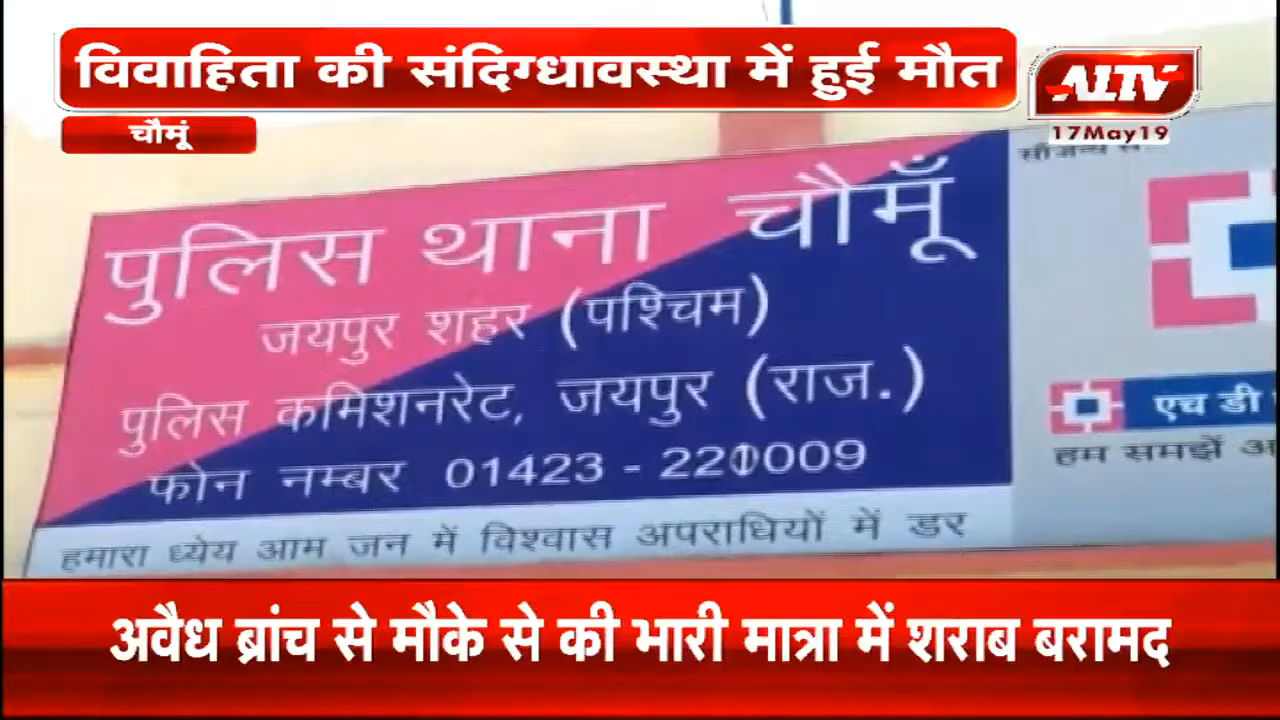 विवाहिता की संदिग्धावस्था में हुई मौत
ALTV
17May19
चौमूं
सौजन्य से
पुलिस थाना चौमूँ
जयपुर शहर (पश्चिम)
पुलिस कमिशनरेट, जयपुर (राज.)
फोन नम्बर 01423 - 220009
हमारा ध्येय आम जन में विश्वास अपराधियों में डर
एच डी
हम समझें
अवैध ब्रांच से मौके से की भारी मात्रा में शराब बरामद